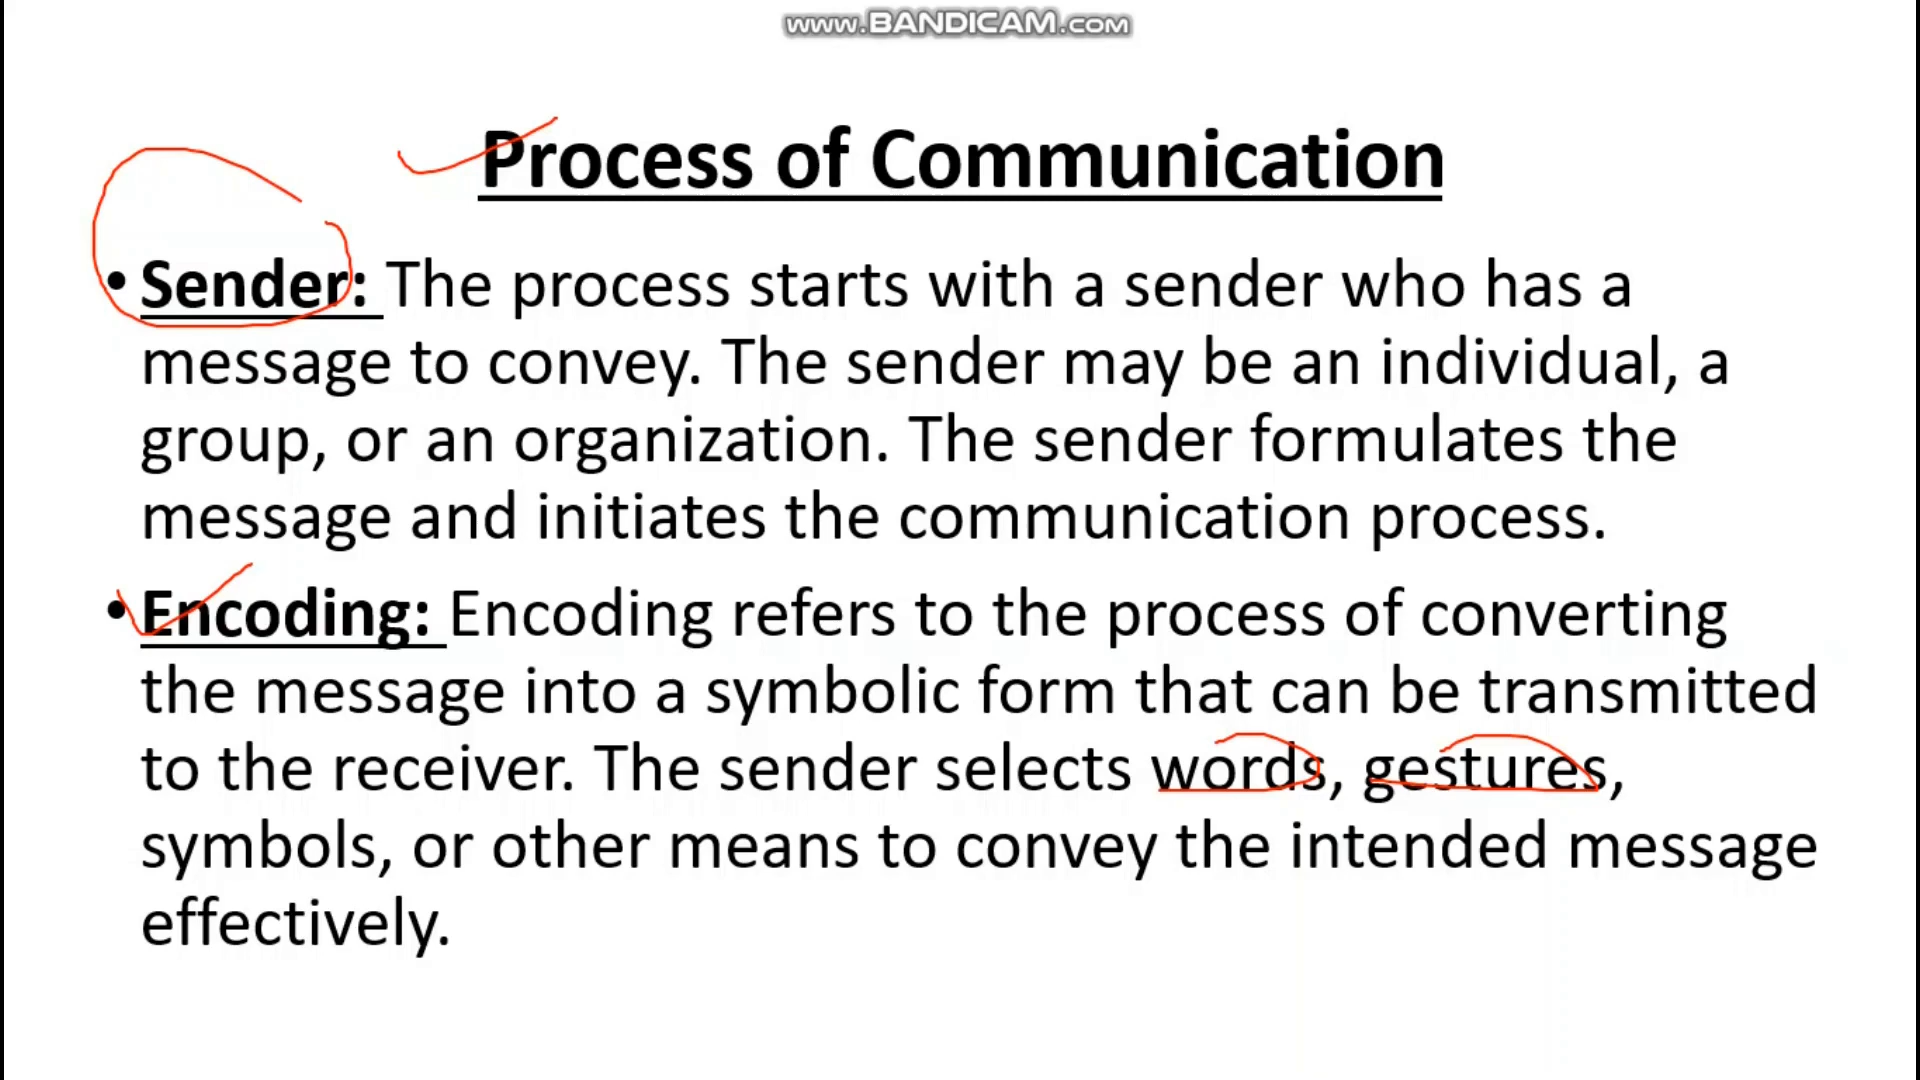 www.BANDICAM.com
Process of Communication
• Sender: The process starts with a sender who has a
message to convey. The sender may be an individual, a
group, or an organization. The sender formulates the
message and initiates the communication process.
• Encoding: Encoding refers to the process of converting
the message into a symbolic form that can be transmitted
to the receiver. The sender selects words, gestures,
symbols, or other means to convey the intended message
effectively.